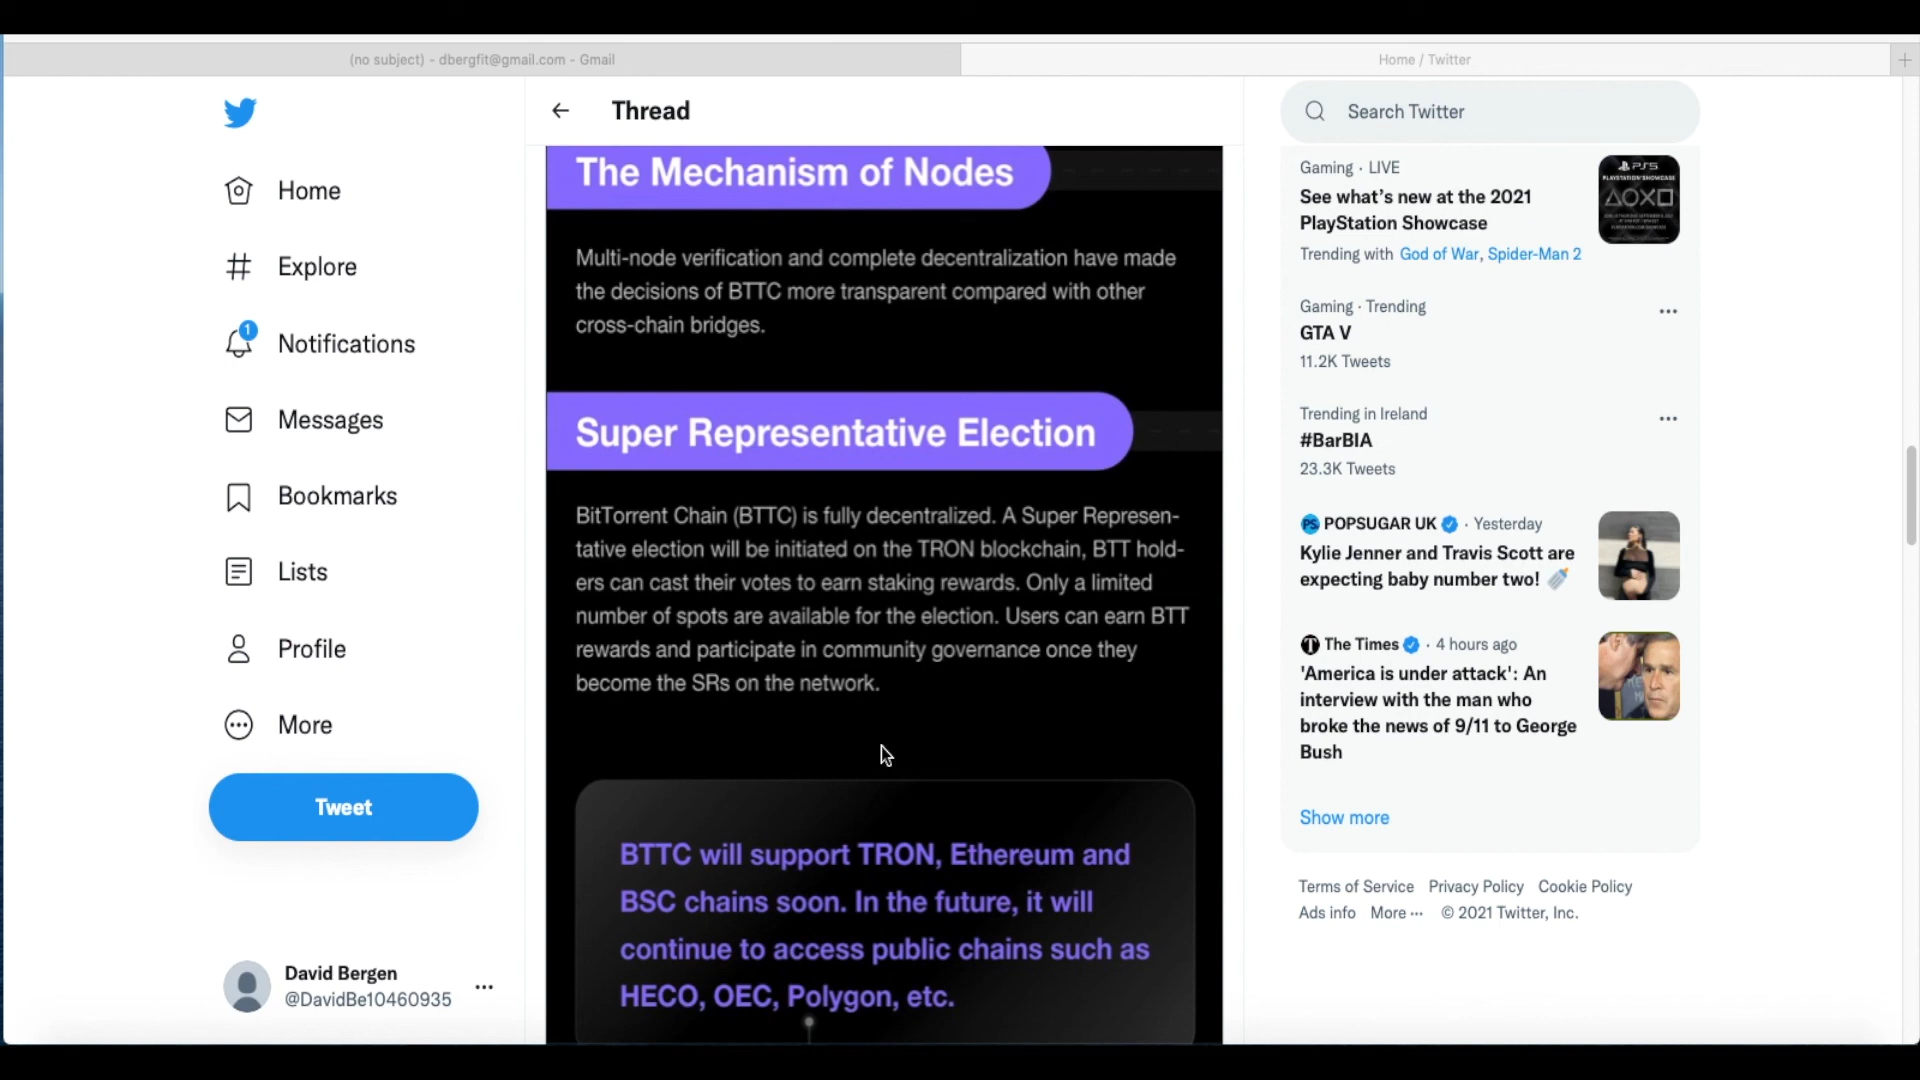 (no subject) - dbergfit@gmail.com - Gmail
Home / Twitter
Thread
Search Twitter
Home
Explore
1
Notifications
Messages
Bookmarks
Lists
Profile
More
Tweet
David Bergen
@DavidBe10460935
The Mechanism of Nodes
Multi-node verification and complete decentralization have made
the decisions of BTTC more transparent compared with other
cross-chain bridges.
Super Representative Election
BitTorrent Chain (BTTC) is fully decentralized. A Super Represen-
tative election will be initiated on the TRON blockchain, BTT hold-
ers can cast their votes to earn staking rewards. Only a limited
number of spots are available for the election. Users can earn BTT
rewards and participate in community governance once they
become the SRs on the network.
BTTC will support TRON, Ethereum and
BSC chains soon. In the future, it will
continue to access public chains such as
HECO, OEC, Polygon, etc.
Gaming · LIVE
See what's new at the 2021
PlayStation Showcase
Trending with God of War, Spider-Man 2
PS5
PLAYSTATION SHOWCASE
Gaming · Trending
GTA V
11.2K Tweets
Trending in Ireland
#BarBIA
23.3K Tweets
PS POPSUGAR UK · Yesterday
Kylie Jenner and Travis Scott are
expecting baby number two!
The Times · 4 hours ago
'America is under attack': An
interview with the man who
broke the news of 9/11 to George
Bush
Show more
Terms of Service Privacy Policy Cookie Policy
Ads info More ··· © 2021 Twitter, Inc.